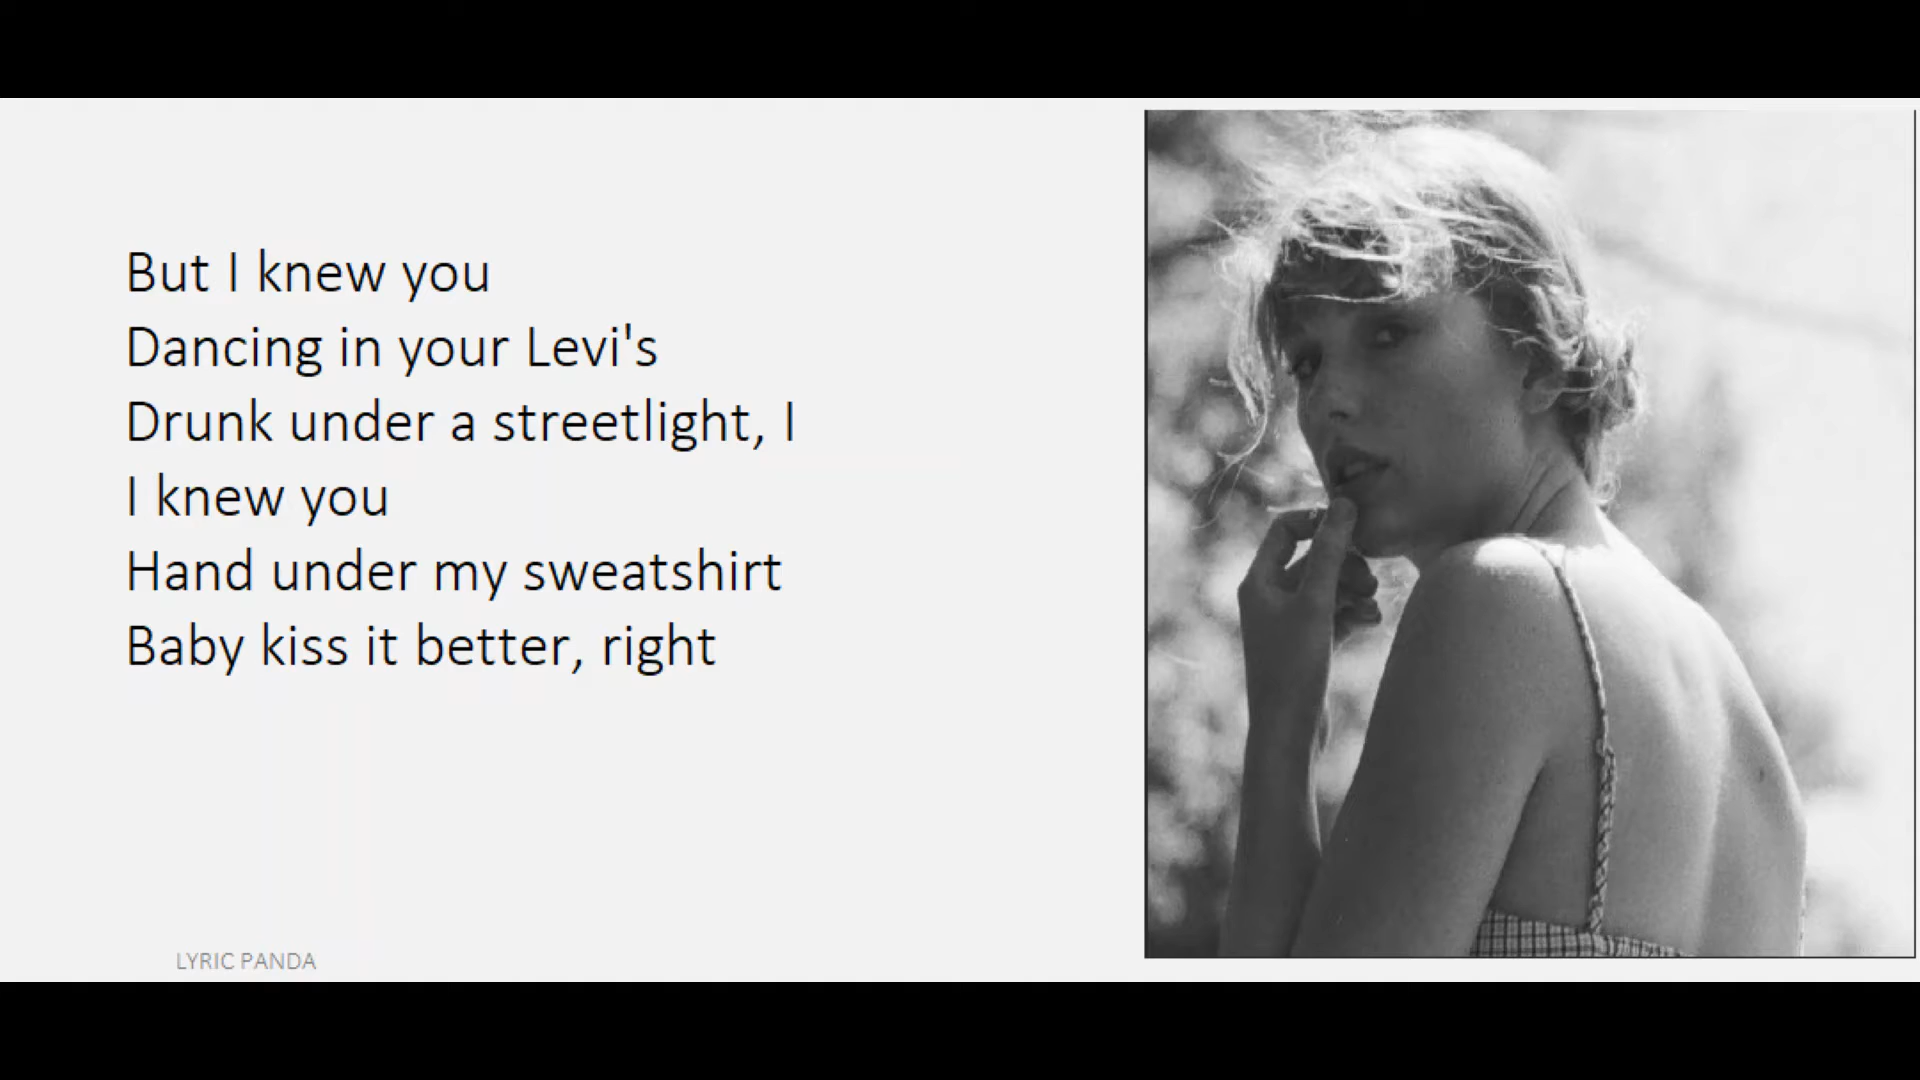 But I knew you
Dancing in your Levi's
Drunk under a streetlight, I
I knew you
Hand under my sweatshirt
Baby kiss it better, right
LYRIC PANDA